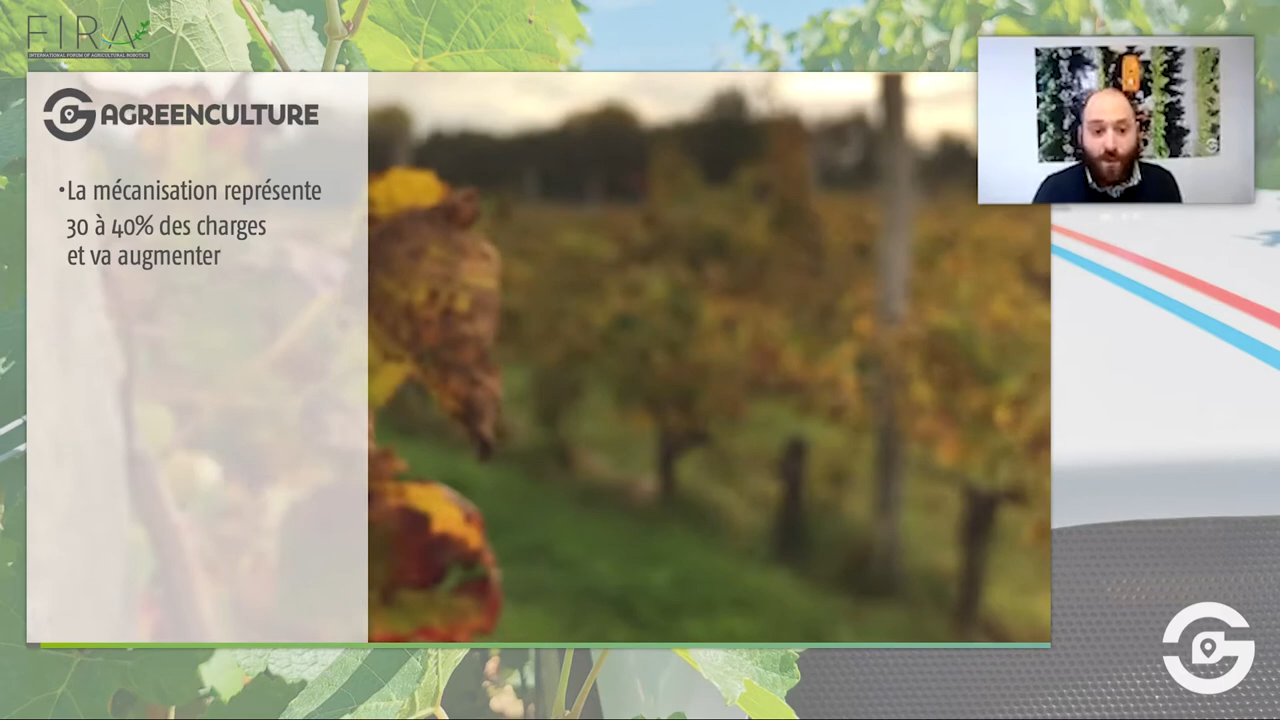 FIRA
INTERNATIONAL FORUM OF AGRICULTURAL ROBOTICS
AGREENCULTURE
•La mécanisation représente
30 à 40% des charges
et va augmenter